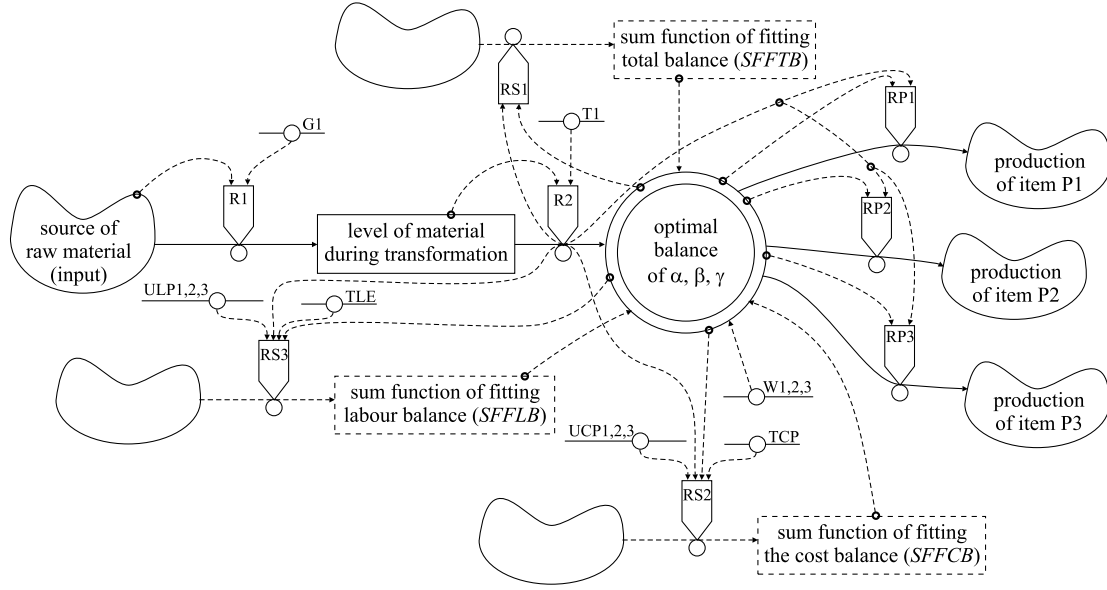 sum function of fitting
total balance (SFFTB)
RS1
RP1
G1
T1
production
of item P1
R1
R2
RP2
source of
raw material
(input)
level of material
during transformation
optimal
balance
of α, β, γ
production
of item P2
ULP1,2,3
TLE
RS3
RP3
sum function of fitting
labour balance (SFFLB)
W1,2,3
production
of item P3
UCP1,2,3
TCP
RS2
sum function of fitting
the cost balance (SFFCB)